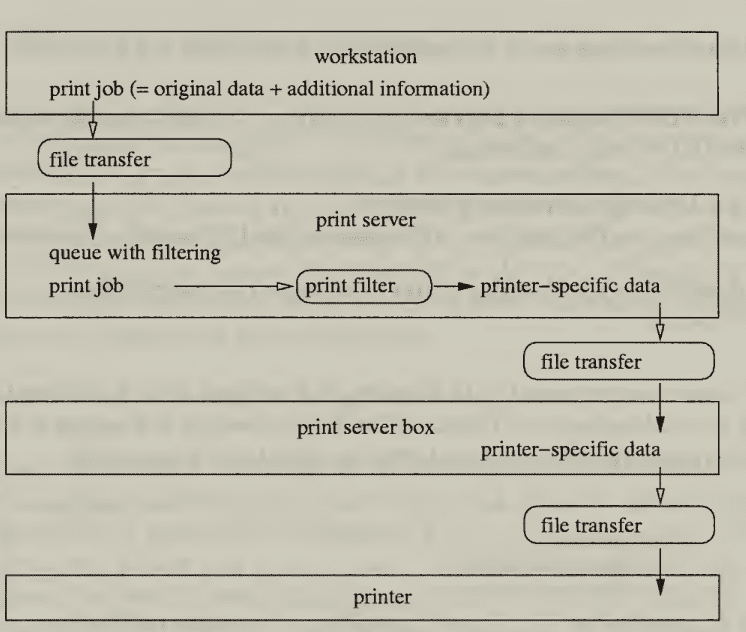 workstation
print job (= original data + additional information)
file transfer
print server
queue with filtering
print job
print filter
printer–specific data
file transfer
print server box
printer–specific data
file transfer
printer